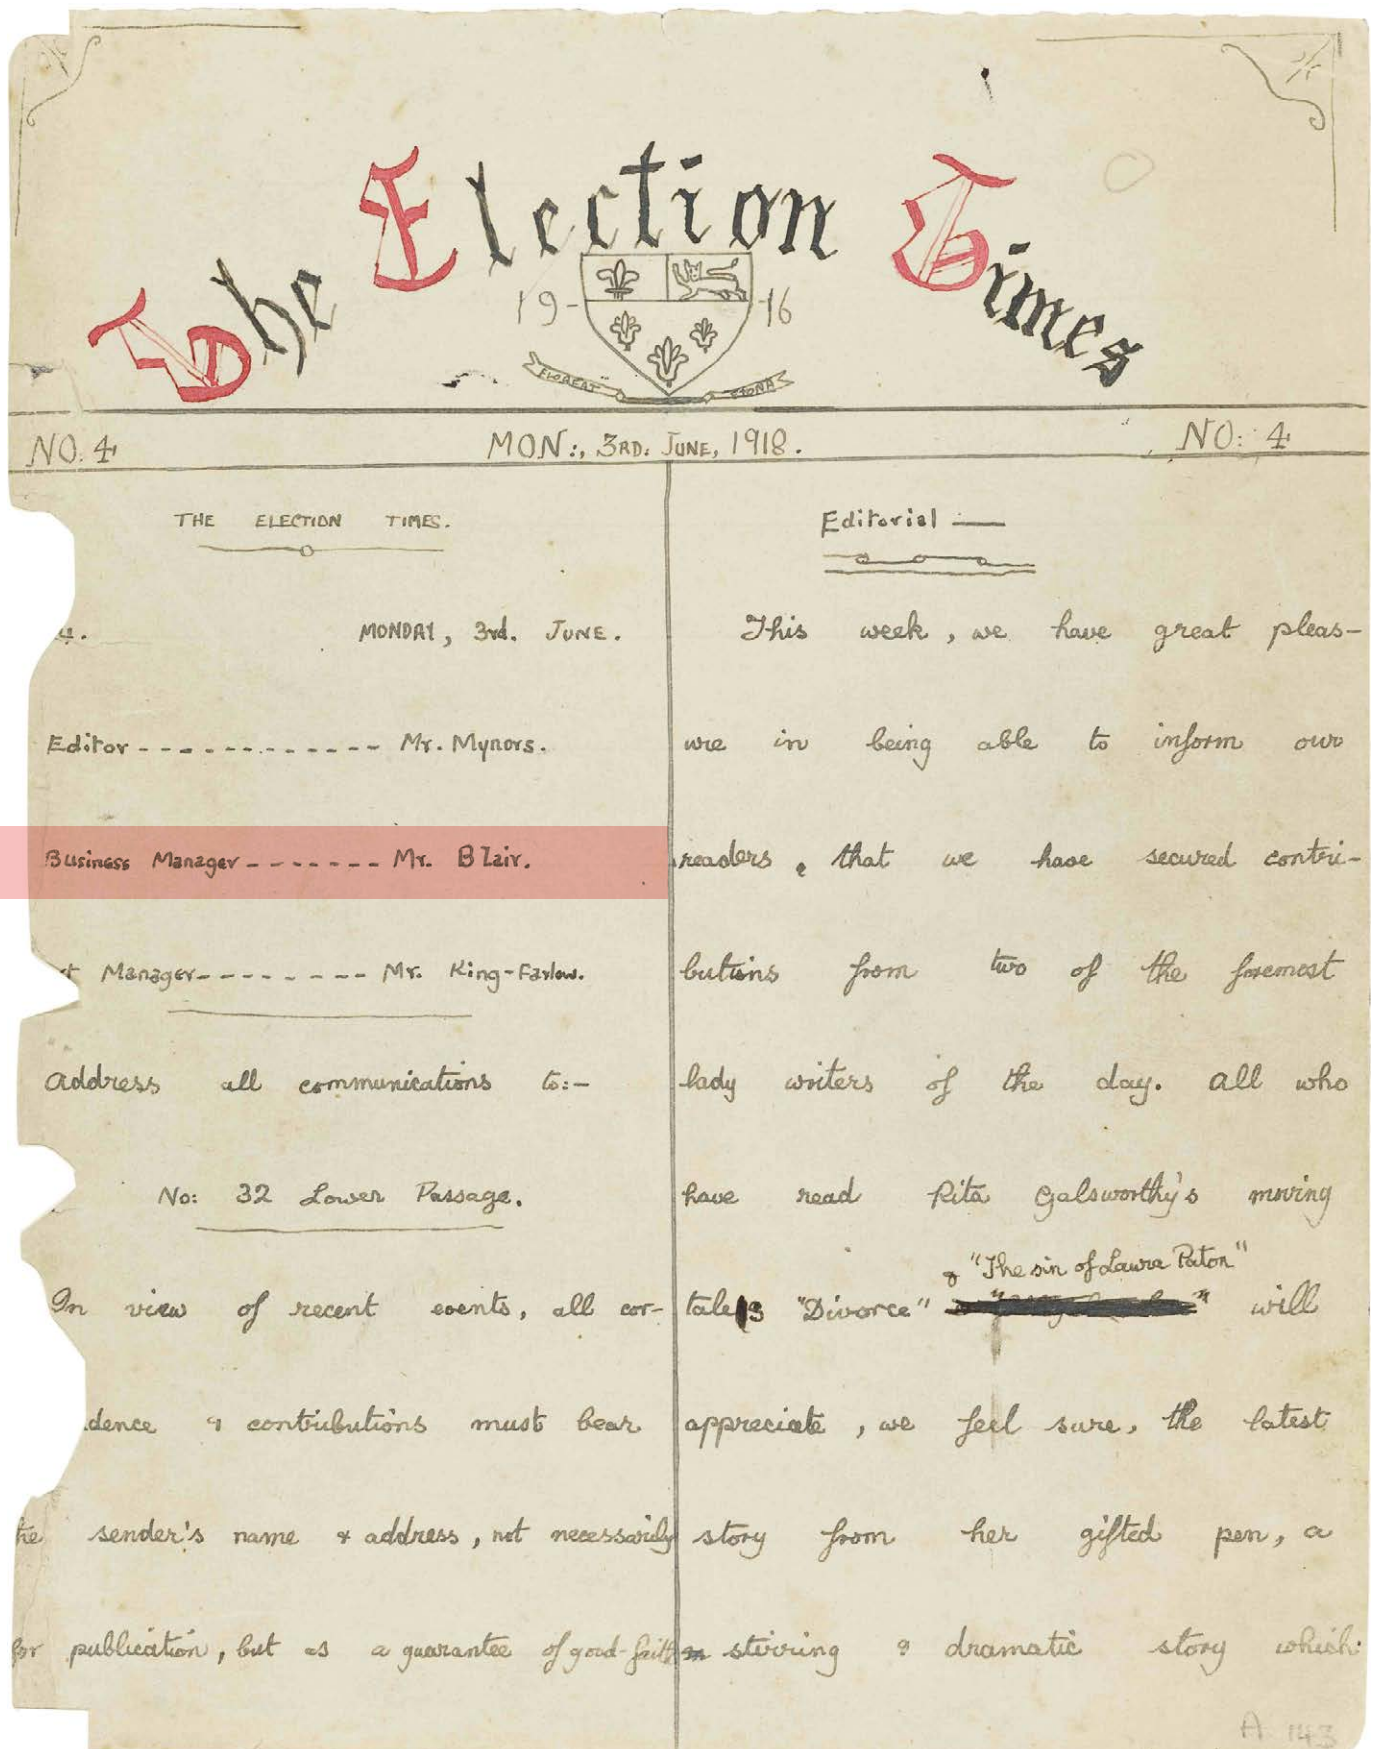 The Election Times
19-16
FLOREAT ETONA
NO. 4 MON:, 3RD. JUNE, 1918. NO: 4
THE ELECTION TIMES.
4. MONDAY, 3rd. JUNE.
Editor - - - - - - - - - - - - - Mr. Mynors.
Business Manager - - - - - - - Mr. Blair.
t Manager - - - - - - - - - Mr. King-Farlow.
Address all communications to:-
No: 32 Lower Passage.
In view of recent events, all cor-
dence & contributions must bear
he sender's name & address, not necessarily
for publication, but as a guarantee of good-faith
Editorial —
This week, we have great pleas-
ure in being able to inform our
readers, that we have secured contri-
butions from two of the foremost
lady writers of the day. All who
have read Rita Galsworthy's moving
& "The sin of Laura Paton"
tales "Divorce" will
appreciate, we feel sure, the latest
story from her gifted pen, a
stirring & dramatic story which
A 143